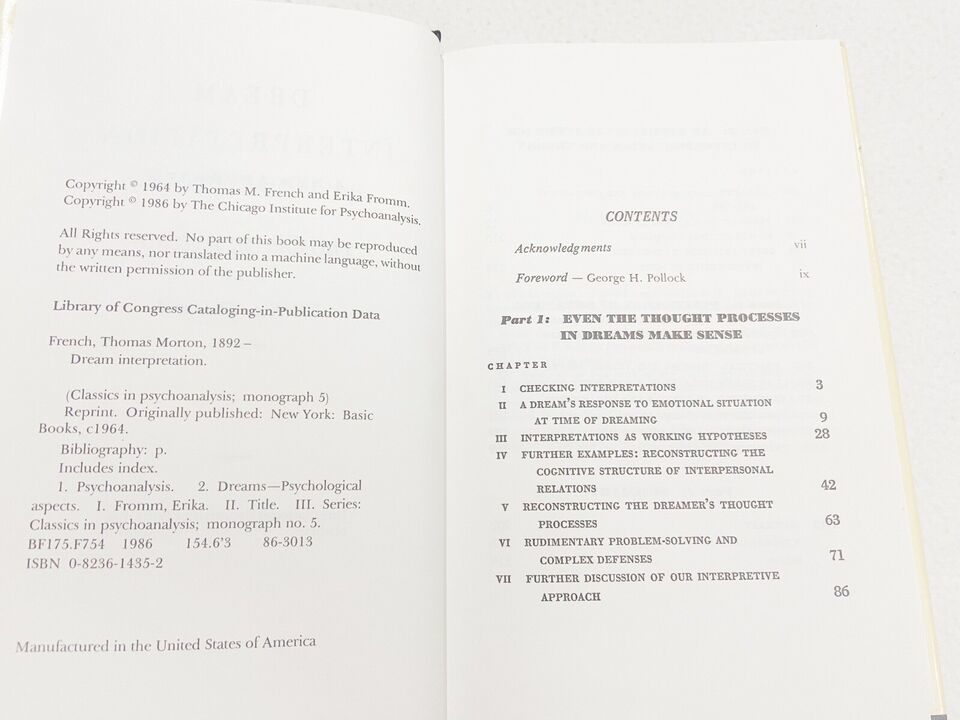 Copyright © 1964 by Thomas M. French and Erika Fromm.
Copyright © 1986 by The Chicago Institute for Psychoanalysis.
All Rights reserved. No part of this book may be reproduced
by any means, nor translated into a machine language, without
the written permission of the publisher.
Library of Congress Cataloging-in-Publication Data
French, Thomas Morton, 1892 –
Dream interpretation.
(Classics in psychoanalysis; monograph 5)
Reprint. Originally published: New York: Basic
Books, c1964.
Bibliography: p.
Includes index.
1. Psychoanalysis. 2. Dreams—Psychological
aspects. I. Fromm, Erika. II. Title. III. Series:
Classics in psychoanalysis; monograph no. 5.
BF175.F754 1986 154.6'3 86-3013
ISBN 0-8236-1435-2
Manufactured in the United States of America
CONTENTS
Acknowledgments vii
Foreword — George H. Pollock ix
Part 1: EVEN THE THOUGHT PROCESSES
IN DREAMS MAKE SENSE
CHAPTER
I CHECKING INTERPRETATIONS 3
II A DREAM'S RESPONSE TO EMOTIONAL SITUATION
AT TIME OF DREAMING 9
III INTERPRETATIONS AS WORKING HYPOTHESES 28
IV FURTHER EXAMPLES: RECONSTRUCTING THE
COGNITIVE STRUCTURE OF INTERPERSONAL
RELATIONS 42
V RECONSTRUCTING THE DREAMER'S THOUGHT
PROCESSES 63
VI RUDIMENTARY PROBLEM-SOLVING AND
COMPLEX DEFENSES 71
VII FURTHER DISCUSSION OF OUR INTERPRETIVE
APPROACH 86